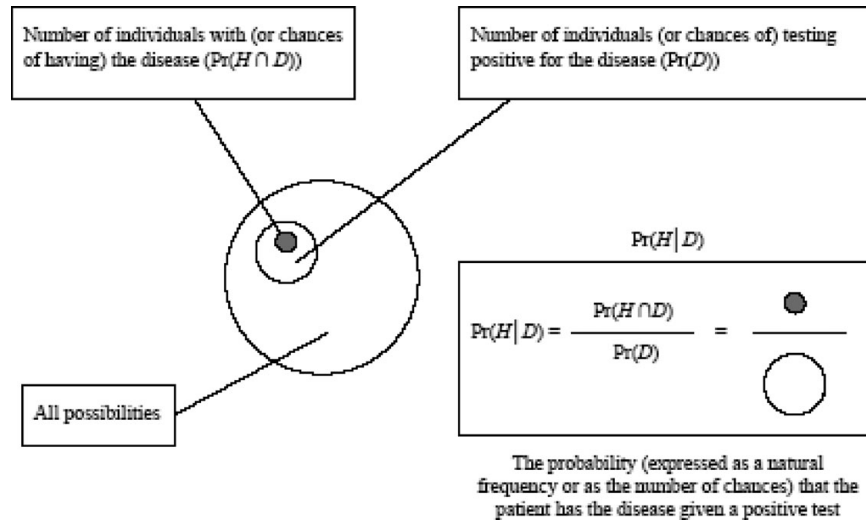 Number of individuals with (or chances
of having) the disease (Pr(H ∩ D))
Number of individuals (or chances of) testing
positive for the disease (Pr(D))
All possibilities
Pr(H|D)
Pr(H|D) = Pr(H ∩ D) / Pr(D) =
The probability (expressed as a natural
frequency or as the number of chances) that the
patient has the disease given a positive test